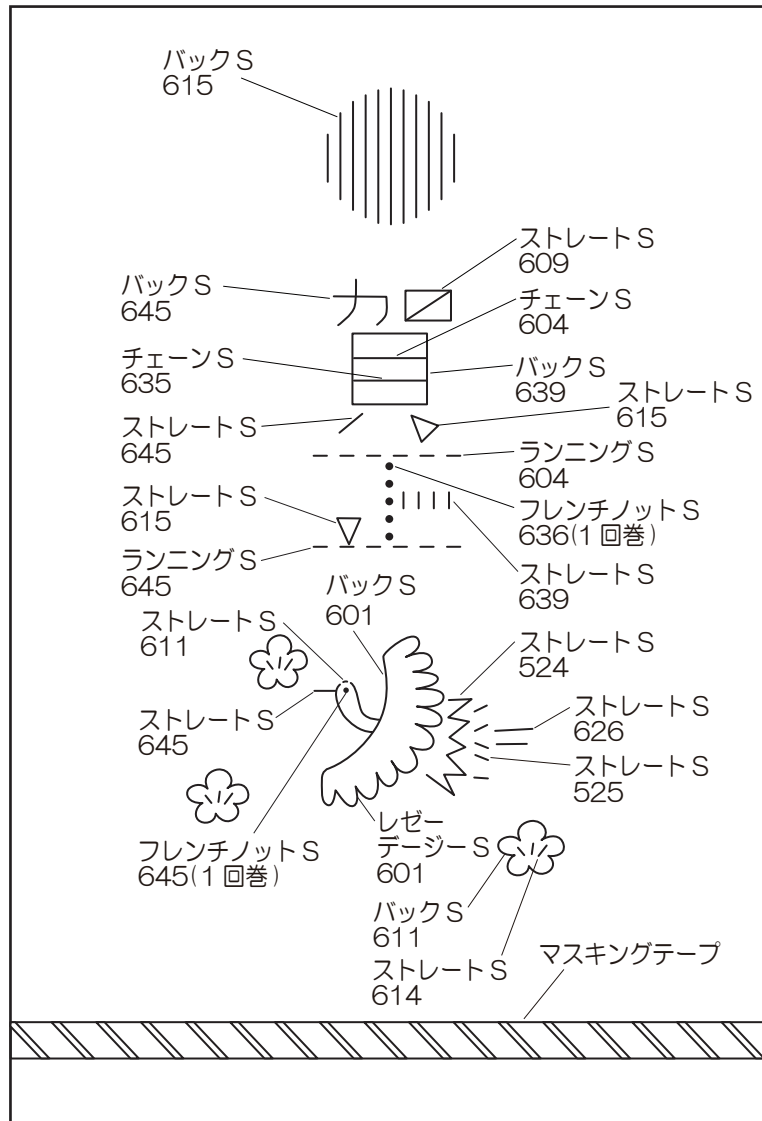 バックS
615
ストレートS
609
バックS
645
チェーンS
604
チェーンS
635
バックS
639
ストレートS
615
ストレートS
645
ランニングS
604
ストレートS
615
フレンチノットS
636(1回巻)
ランニングS
645
ストレートS
639
バックS
601
ストレートS
611
ストレートS
524
ストレートS
645
ストレートS
626
ストレートS
525
レゼー
デージーS
601
フレンチノットS
645(1回巻)
バックS
611
ストレートS
614
マスキングテープ